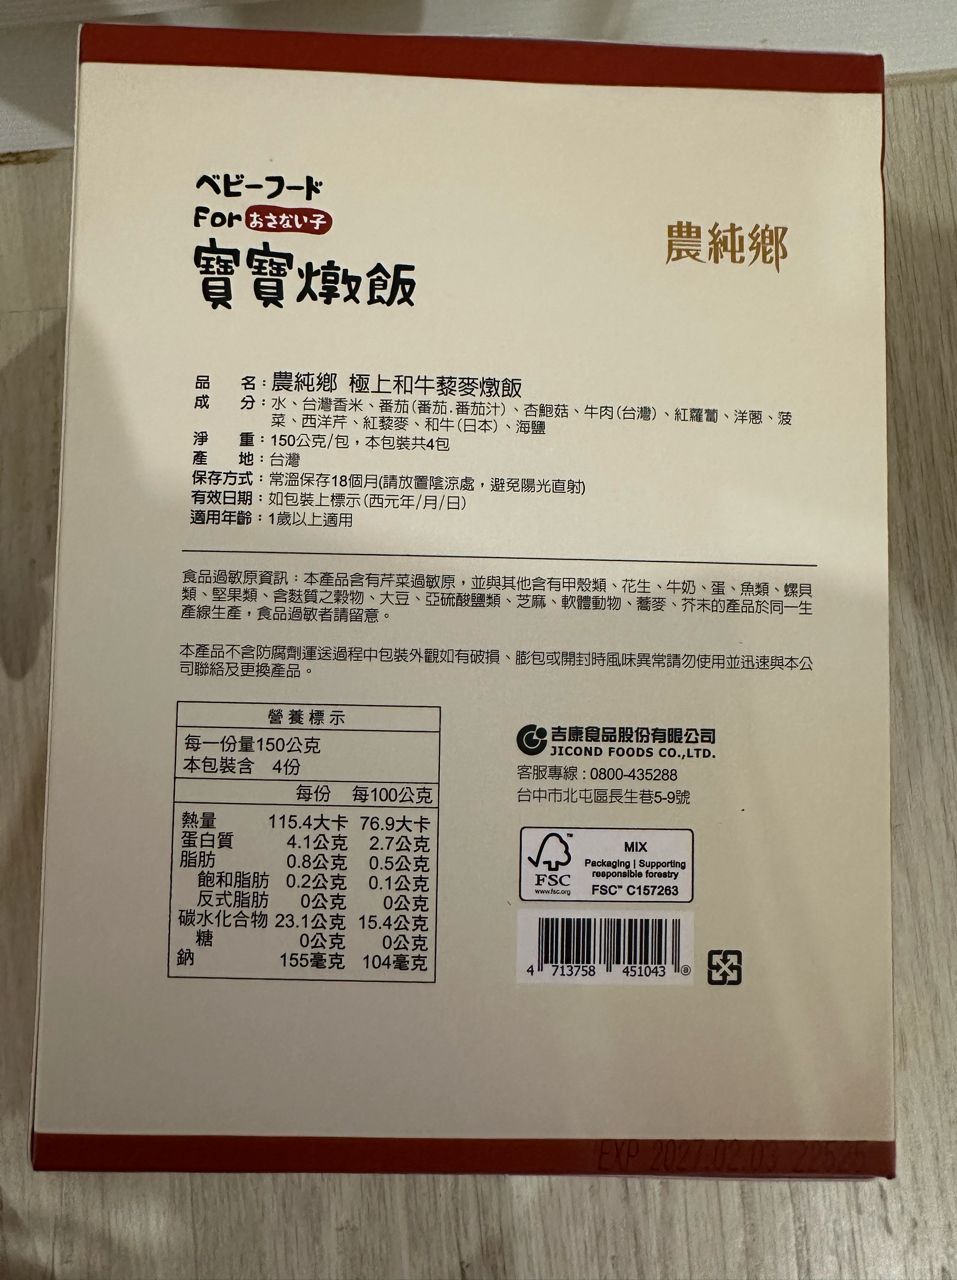 ベビーフード
For おさない子
寶寶燉飯
農純鄉
品　　名：農純鄉 極上和牛藜麥燉飯
成　　分：水、台灣香米、番茄(番茄.番茄汁)、杏鮑菇、牛肉(台灣)、紅蘿蔔、洋蔥、菠
菜、西洋芹、紅藜麥、和牛(日本)、海鹽
淨　　重：150公克/包，本包裝共4包
產　　地：台灣
保存方式：常溫保存18個月(請放置陰涼處，避免陽光直射)
有效日期：如包裝上標示(西元年/月/日)
適用年齡：1歲以上適用
食品過敏原資訊：本產品含有芹菜過敏原，並與其他含有甲殼類、花生、牛奶、蛋、魚類、螺貝
類、堅果類、含麩質之穀物、大豆、亞硫酸鹽類、芝麻、軟體動物、蕎麥、芥末的產品於同一生
產線生產，食品過敏者請留意。
本產品不含防腐劑運送過程中包裝外觀如有破損、膨包或開封時風味異常請勿使用並迅速與本公
司聯絡及更換產品。
營養標示
每一份量150公克
本包裝含　4份
每份　每100公克
熱量　115.4大卡　76.9大卡
蛋白質　4.1公克　2.7公克
脂肪　0.8公克　0.5公克
飽和脂肪　0.2公克　0.1公克
反式脂肪　0公克　0公克
碳水化合物　23.1公克　15.4公克
糖　0公克　0公克
鈉　155毫克　104毫克
吉康食品股份有限公司
JICOND FOODS CO.,LTD.
客服專線：0800-435288
台中市北屯區長生巷5-9號
FSC
www.fsc.org
MIX
Packaging | Supporting
responsible forestry
FSC™ C157263
4 713758 451043
EXP 2027.02.03 22525